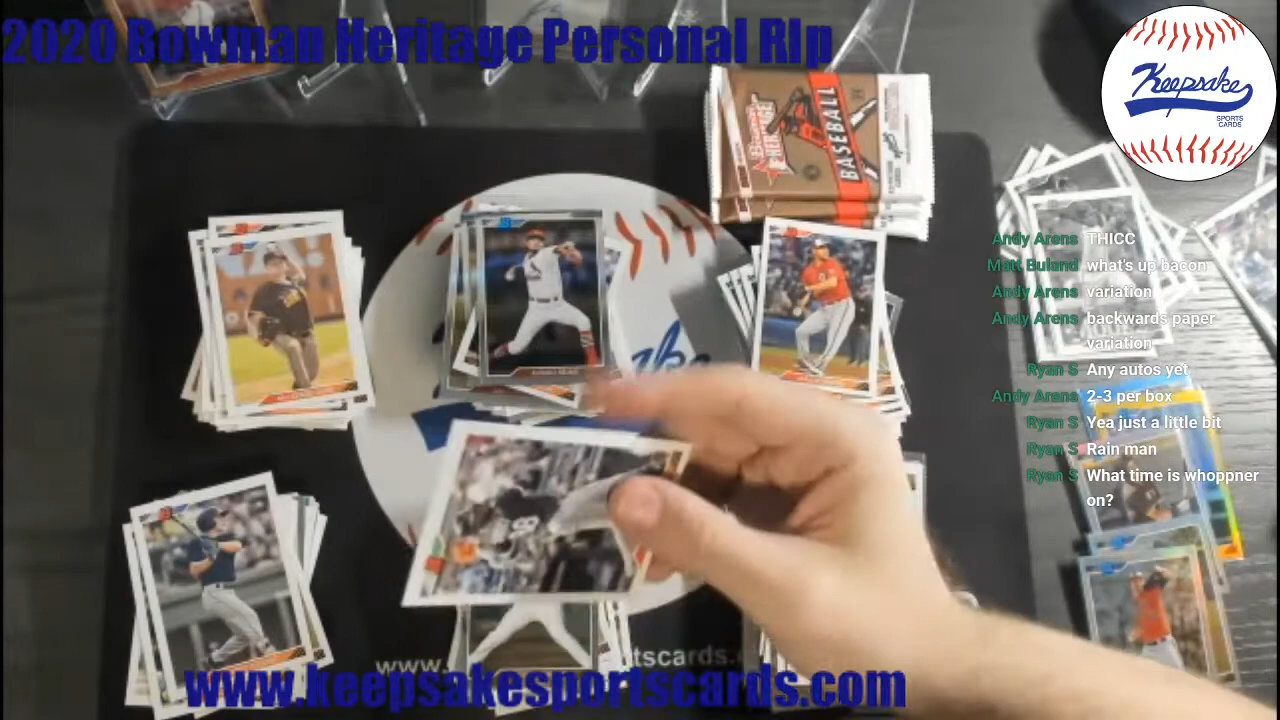 2020 Bowman Heritage Personal RIp
Keepsake
SPORTS
CARDS
Bowman
HERITAGE
BASEBALL
Andy Arens THICC
Matt Buland what's up bacon
Andy Arens variation
Andy Arens backwards paper
variation
Ryan S Any autos yet
Andy Arens 2-3 per box
Ryan S Yea just a little bit
Ryan S Rain man
Ryan S What time is whoppner
on?
www.
tscards.
www.keepsakesportscards.com